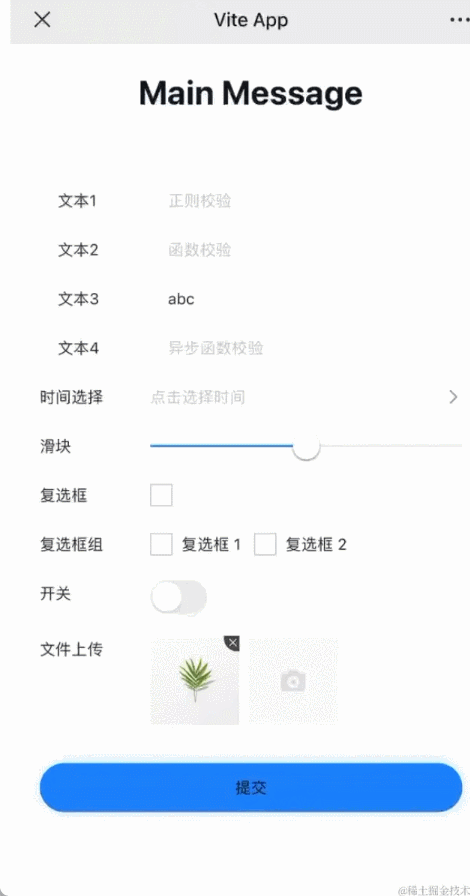 Vite App
Main Message
文本1 正则校验
文本2 函数校验
文本3 abc
文本4 异步函数校验
时间选择 点击选择时间
滑块
复选框
复选框组 复选框 1 复选框 2
开关
文件上传
提交
@稀土掘金技术